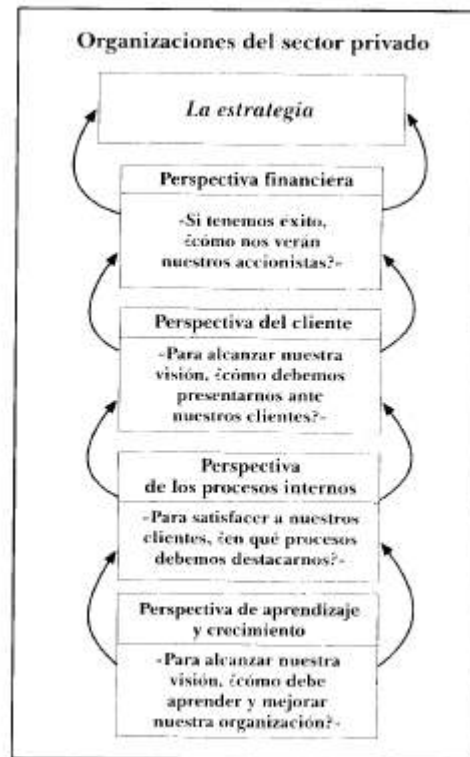 Organizaciones del sector privado
La estrategia
Perspectiva financiera
-Si tenemos éxito,
¿cómo nos verán
nuestros accionistas?-
Perspectiva del cliente
-Para alcanzar nuestra
visión, ¿cómo debemos
presentarnos ante
nuestros clientes?-
Perspectiva
de los procesos internos
-Para satisfacer a nuestros
clientes, ¿en qué procesos
debemos destacarnos?-
Perspectiva de aprendizaje
y crecimiento
-Para alcanzar nuestra
visión, ¿cómo debe
aprender y mejorar
nuestra organización?-